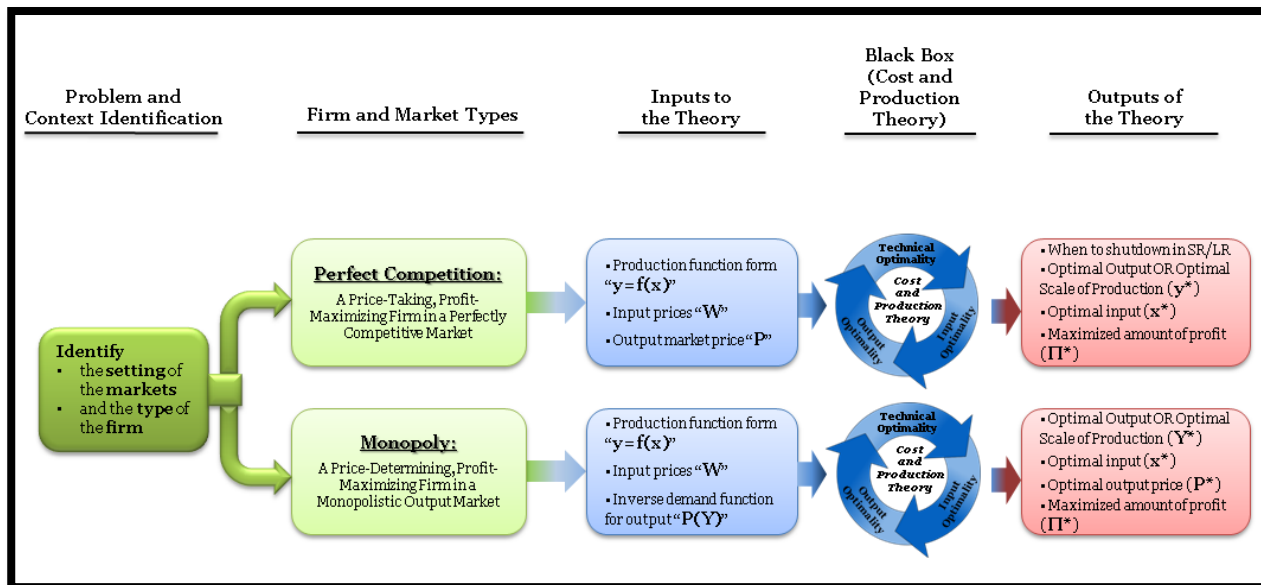 Problem and
Context Identification
Firm and Market Types
Inputs to
the Theory
Black Box
(Cost and
Production
Theory)
Outputs of
the Theory
Identify
• the setting of
the markets
• and the type of
the firm
Perfect Competition:
A Price-Taking, Profit-
Maximizing Firm in a Perfectly
Competitive Market
▪ Production function form
“y = f(x)”
▪ Input prices “W”
▪ Output market price “P”
Technical
Optimality
Input
Optimality
Output
Optimality
Cost
and
Production
Theory
▪ When to shutdown in SR/LR
▪ Optimal Output OR Optimal
Scale of Production (y*)
▪ Optimal input (x*)
▪ Maximized amount of profit
(Π*)
Monopoly:
A Price-Determining, Profit-
Maximizing Firm in a
Monopolistic Output Market
▪ Production function form
“y = f(x)”
▪ Input prices “W”
▪ Inverse demand function
for output “P(Y)”
Technical
Optimality
Input
Optimality
Output
Optimality
Cost
and
Production
Theory
▪ Optimal Output OR Optimal
Scale of Production (Y*)
▪ Optimal input (x*)
▪ Optimal output price (P*)
▪ Maximized amount of profit
(Π*)